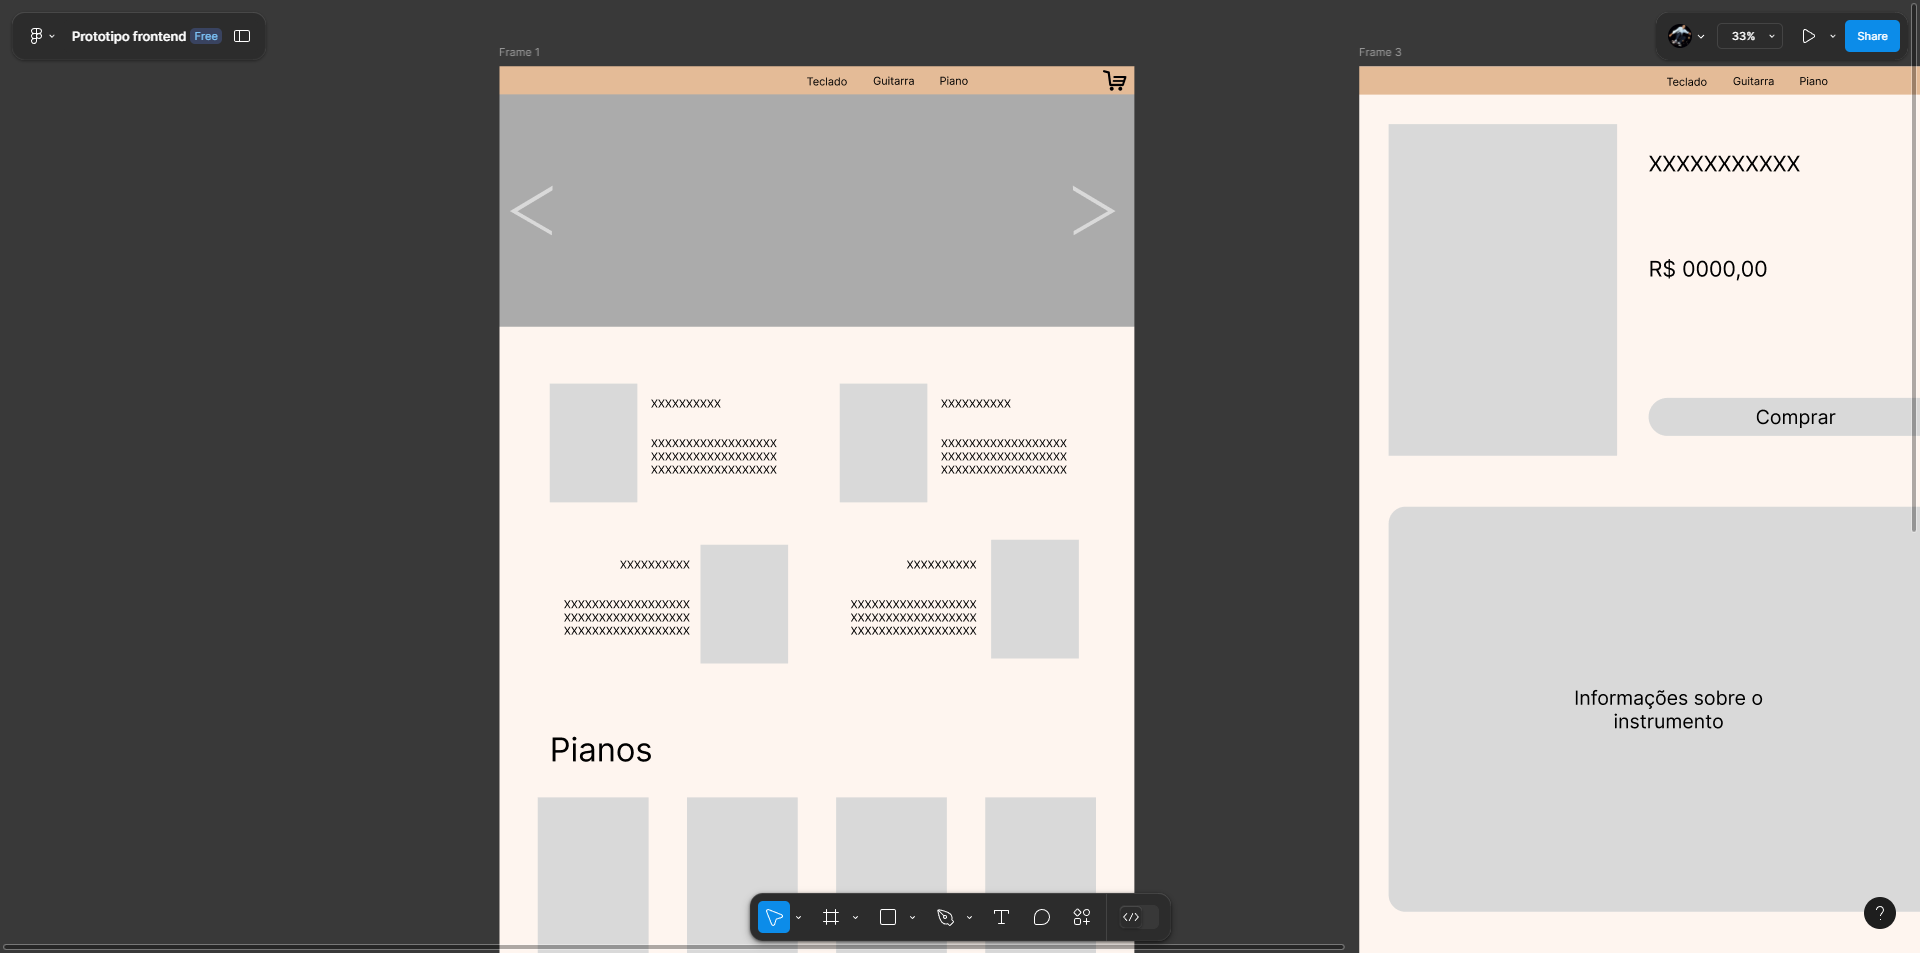 Prototipo frontend Free
33%
Share
Frame 1
Teclado Guitarra Piano
XXXXXXXXXX
XXXXXXXXXXXXXXXXXX
XXXXXXXXXXXXXXXXXX
XXXXXXXXXXXXXXXXXX
XXXXXXXXXX
XXXXXXXXXXXXXXXXXX
XXXXXXXXXXXXXXXXXX
XXXXXXXXXXXXXXXXXX
XXXXXXXXXX
XXXXXXXXXXXXXXXXXX
XXXXXXXXXXXXXXXXXX
XXXXXXXXXXXXXXXXXX
XXXXXXXXXX
XXXXXXXXXXXXXXXXXX
XXXXXXXXXXXXXXXXXX
XXXXXXXXXXXXXXXXXX
Pianos
Frame 3
Teclado Guitarra Piano
XXXXXXXXXXX
R$ 0000,00
Comprar
Informações sobre o
instrumento